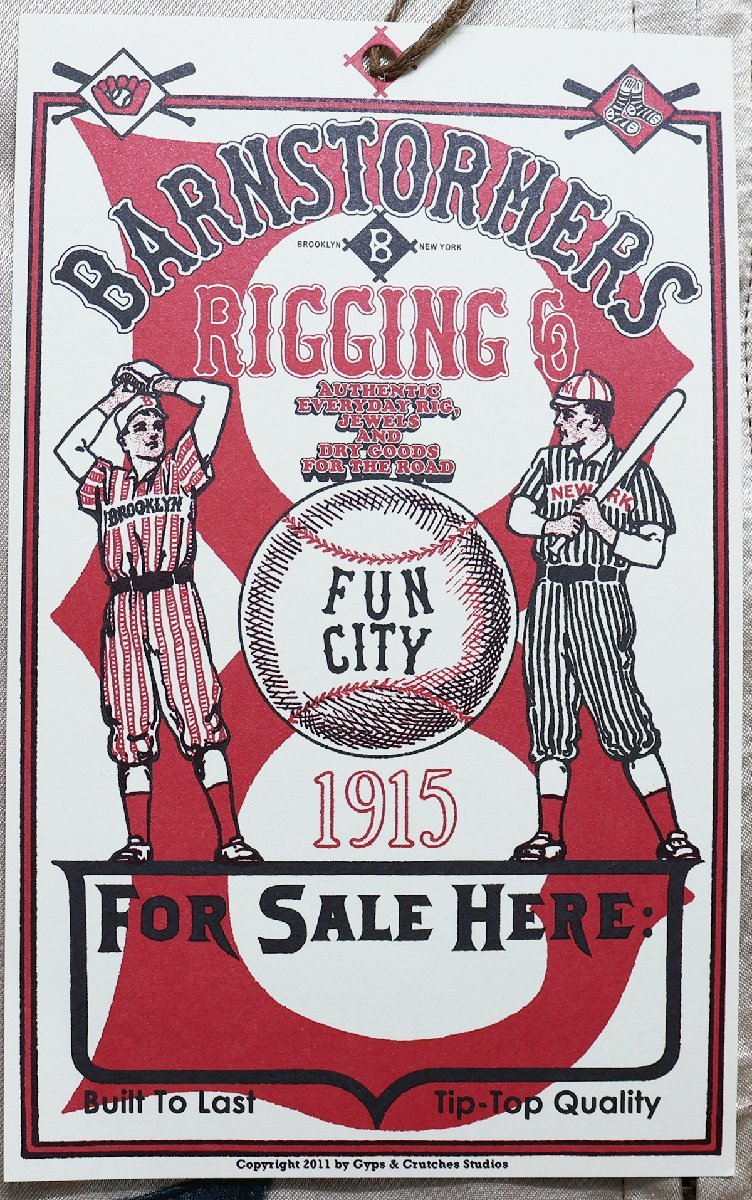 BARNSTORMERS
BROOKLYN B NEW YORK
RIGGING CO
AUTHENTIC
EVERYDAY RIG,
JEWELS
AND
DRY GOODS
FOR THE ROAD
B
BROOKLYN
NEW RK
FUN
CITY
1915
FOR SALE HERE:
Built To Last
Tip-Top Quality
Copyright 2011 by Gyps & Crutches Studios